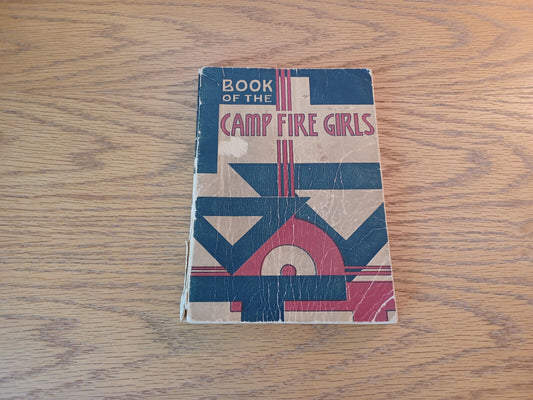 BOOK
OF THE
CAMP FIRE GIRLS